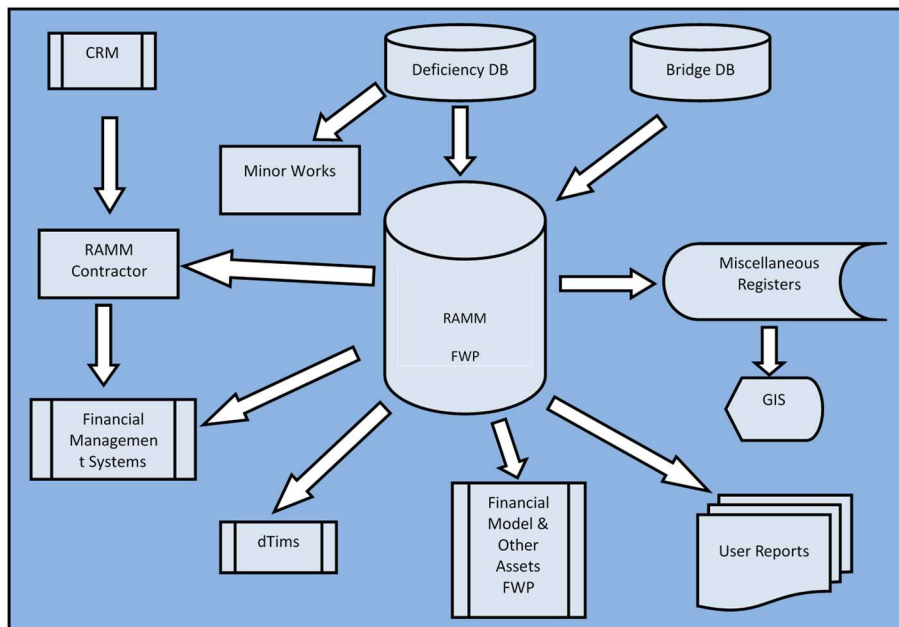 CRM
Deficiency DB
Bridge DB
Minor Works
RAMM
Contractor
Miscellaneous
Registers
RAMM
FWP
GIS
Financial
Managemen
t Systems
dTims
Financial
Model &
Other
Assets
FWP
User Reports